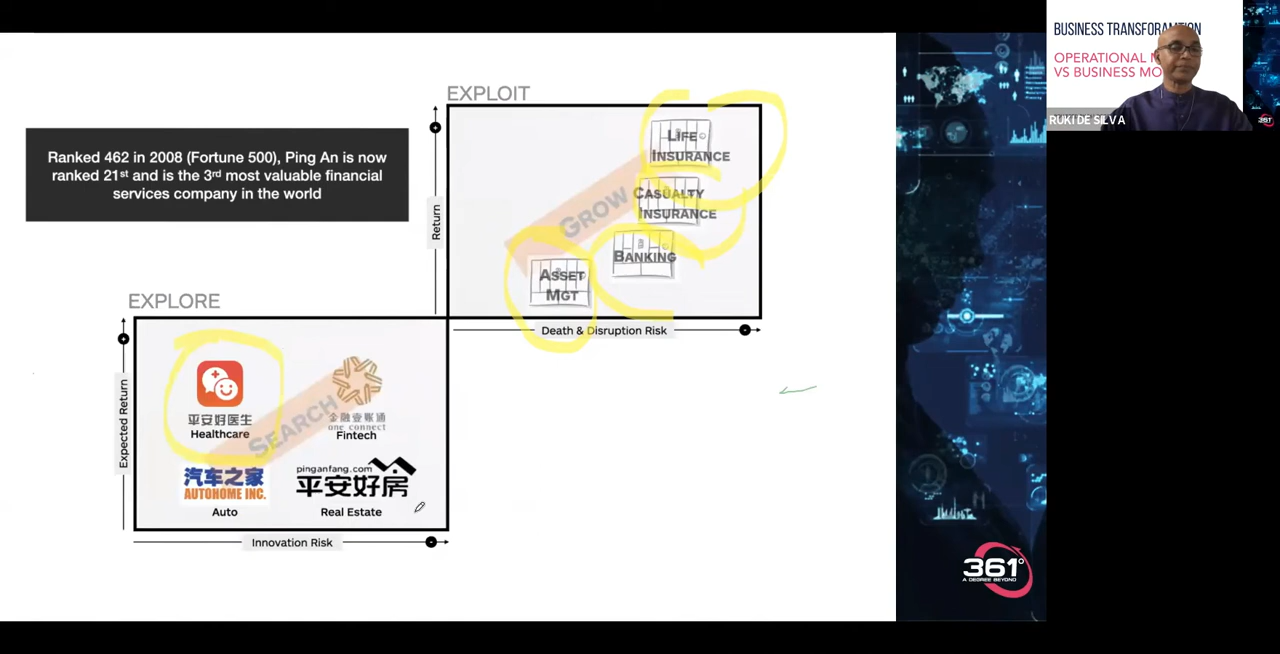 BUSINESS TRANSFORAMTION
OPERATIONAL M
VS BUSINESS MO
RUKI DE SILVA
361
EXPLOIT
Ranked 462 in 2008 (Fortune 500), Ping An is now
ranked 21st and is the 3rd most valuable financial
services company in the world
Return
LIFE
INSURANCE
CASUALTY
INSURANCE
GROW
BANKING
ASSET
MGT
Death & Disruption Risk
EXPLORE
Expected Return
SEARCH
平安好医生
Healthcare
金融壹账通
one connect
Fintech
汽车之家
AUTOHOME INC.
Auto
pinganfang.com
平安好房
Real Estate
Innovation Risk
361°
A DEGREE BEYOND